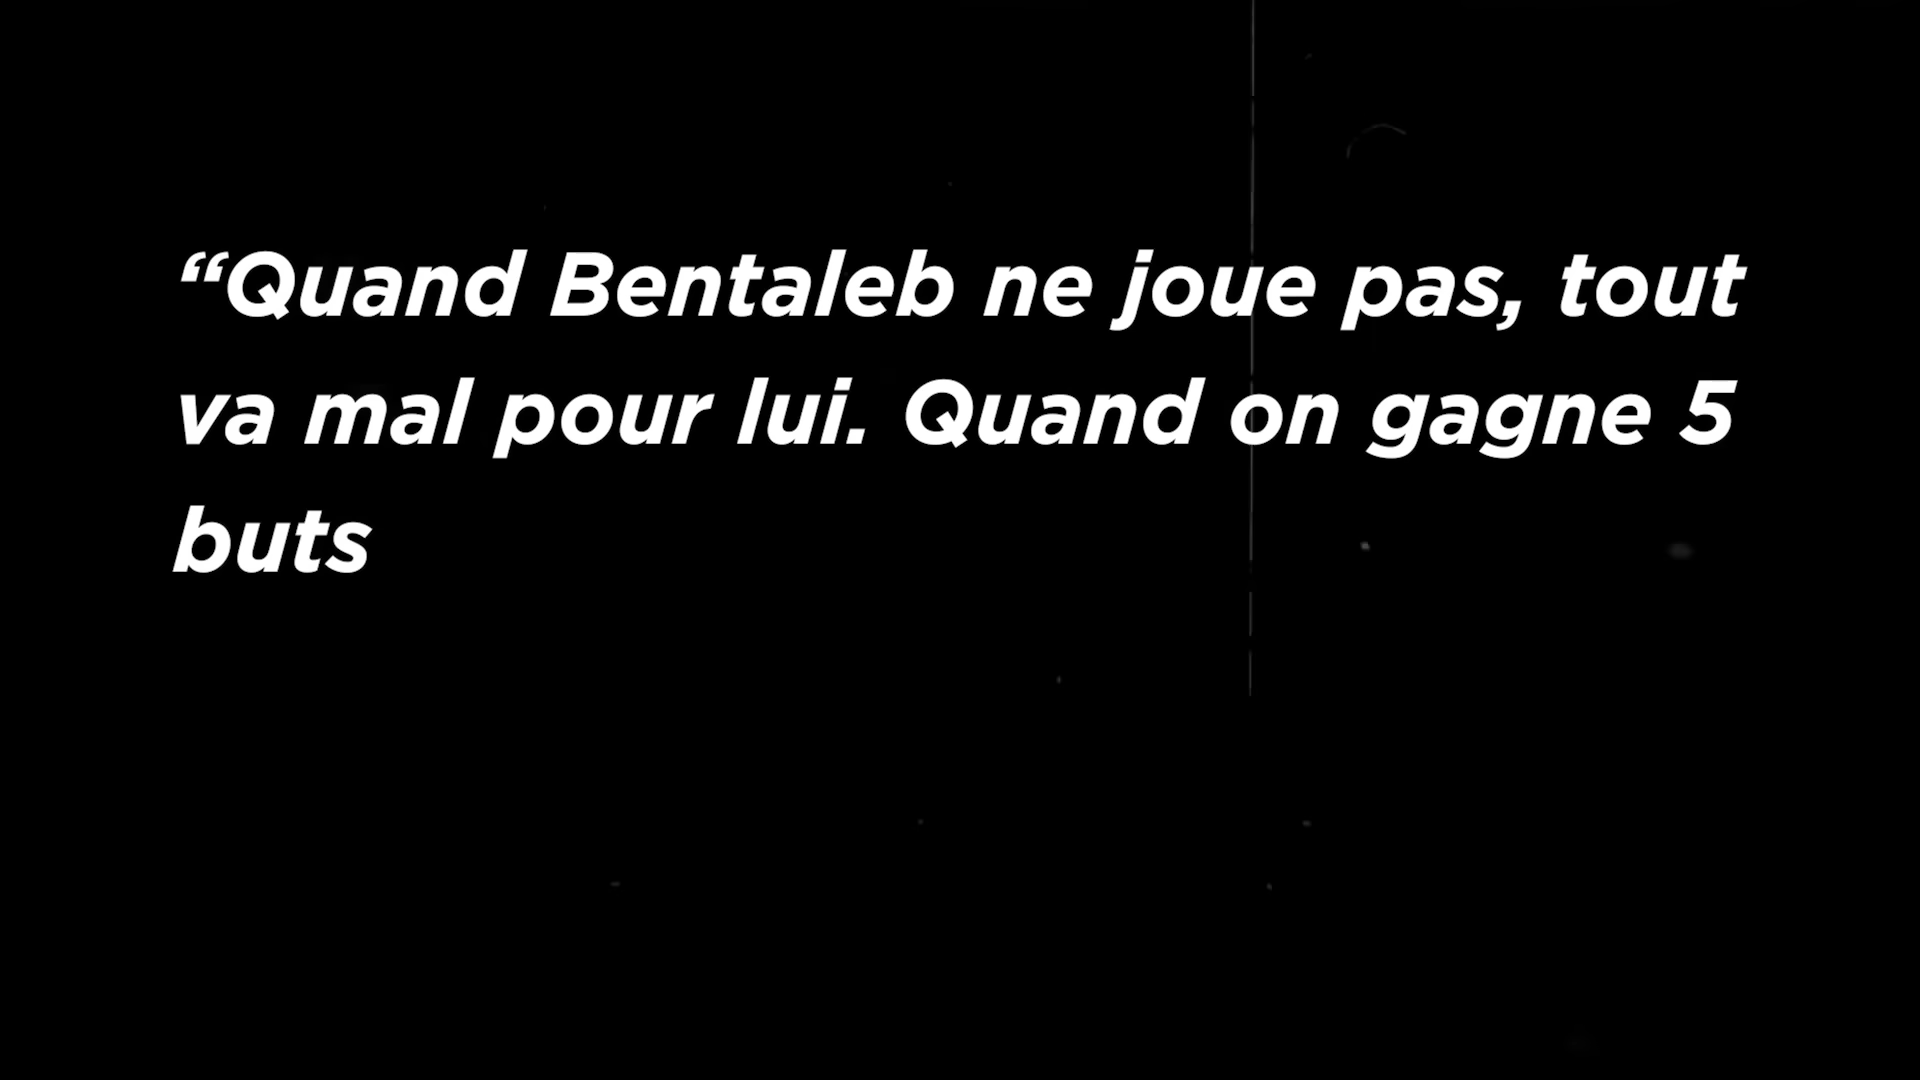 “Quand Bentaleb ne joue pas, tout
va mal pour lui. Quand on gagne 5
buts